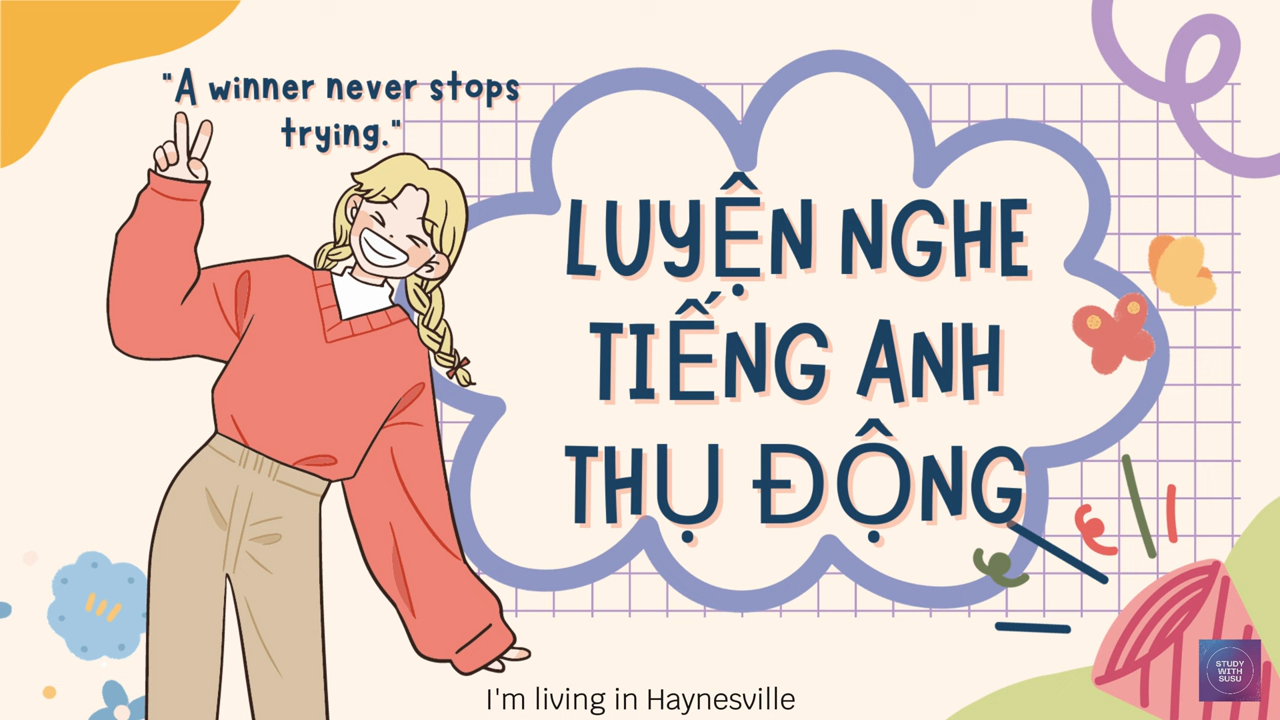 "A winner never stops
trying."
LUYỆN NGHE
TIẾNG ANH
THỤ ĐỘNG
I'm living in Haynesville
STUDY
WITH
SUSU